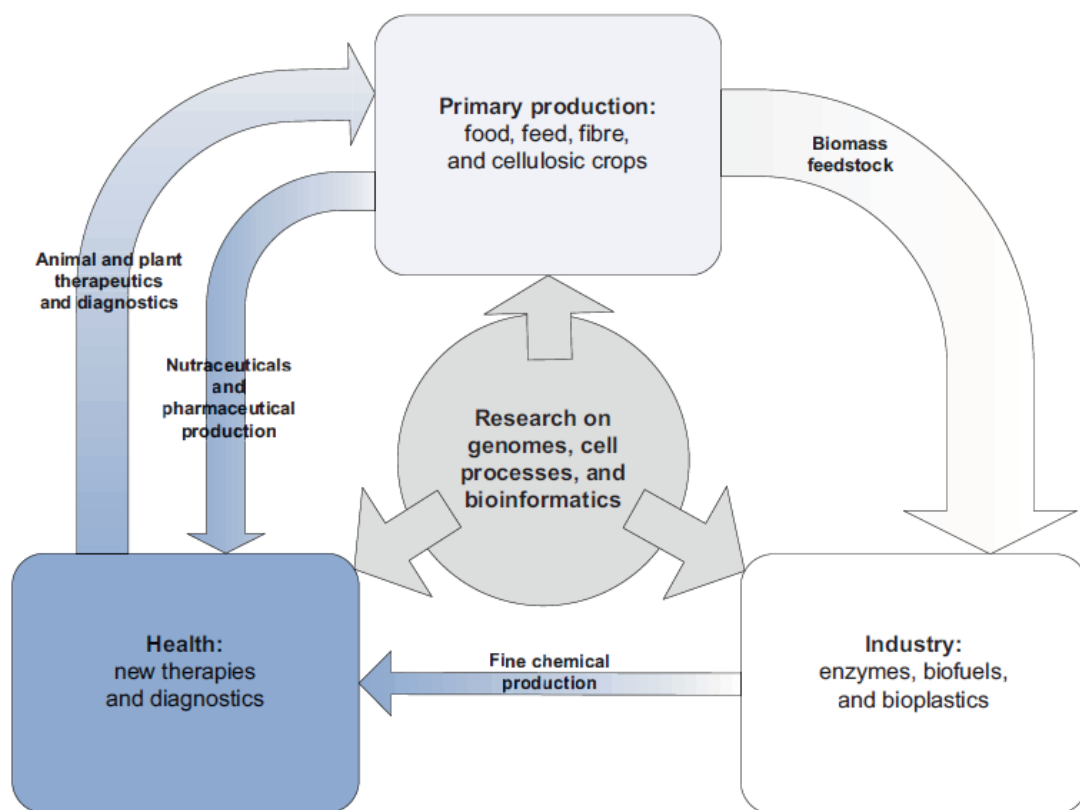 Primary production:
food, feed, fibre,
and cellulosic crops
Biomass
feedstock
Animal and plant
therapeutics
and diagnostics
Nutraceuticals
and
pharmaceutical
production
Research on
genomes, cell
processes, and
bioinformatics
Health:
new therapies
and diagnostics
Fine chemical
production
Industry:
enzymes, biofuels,
and bioplastics